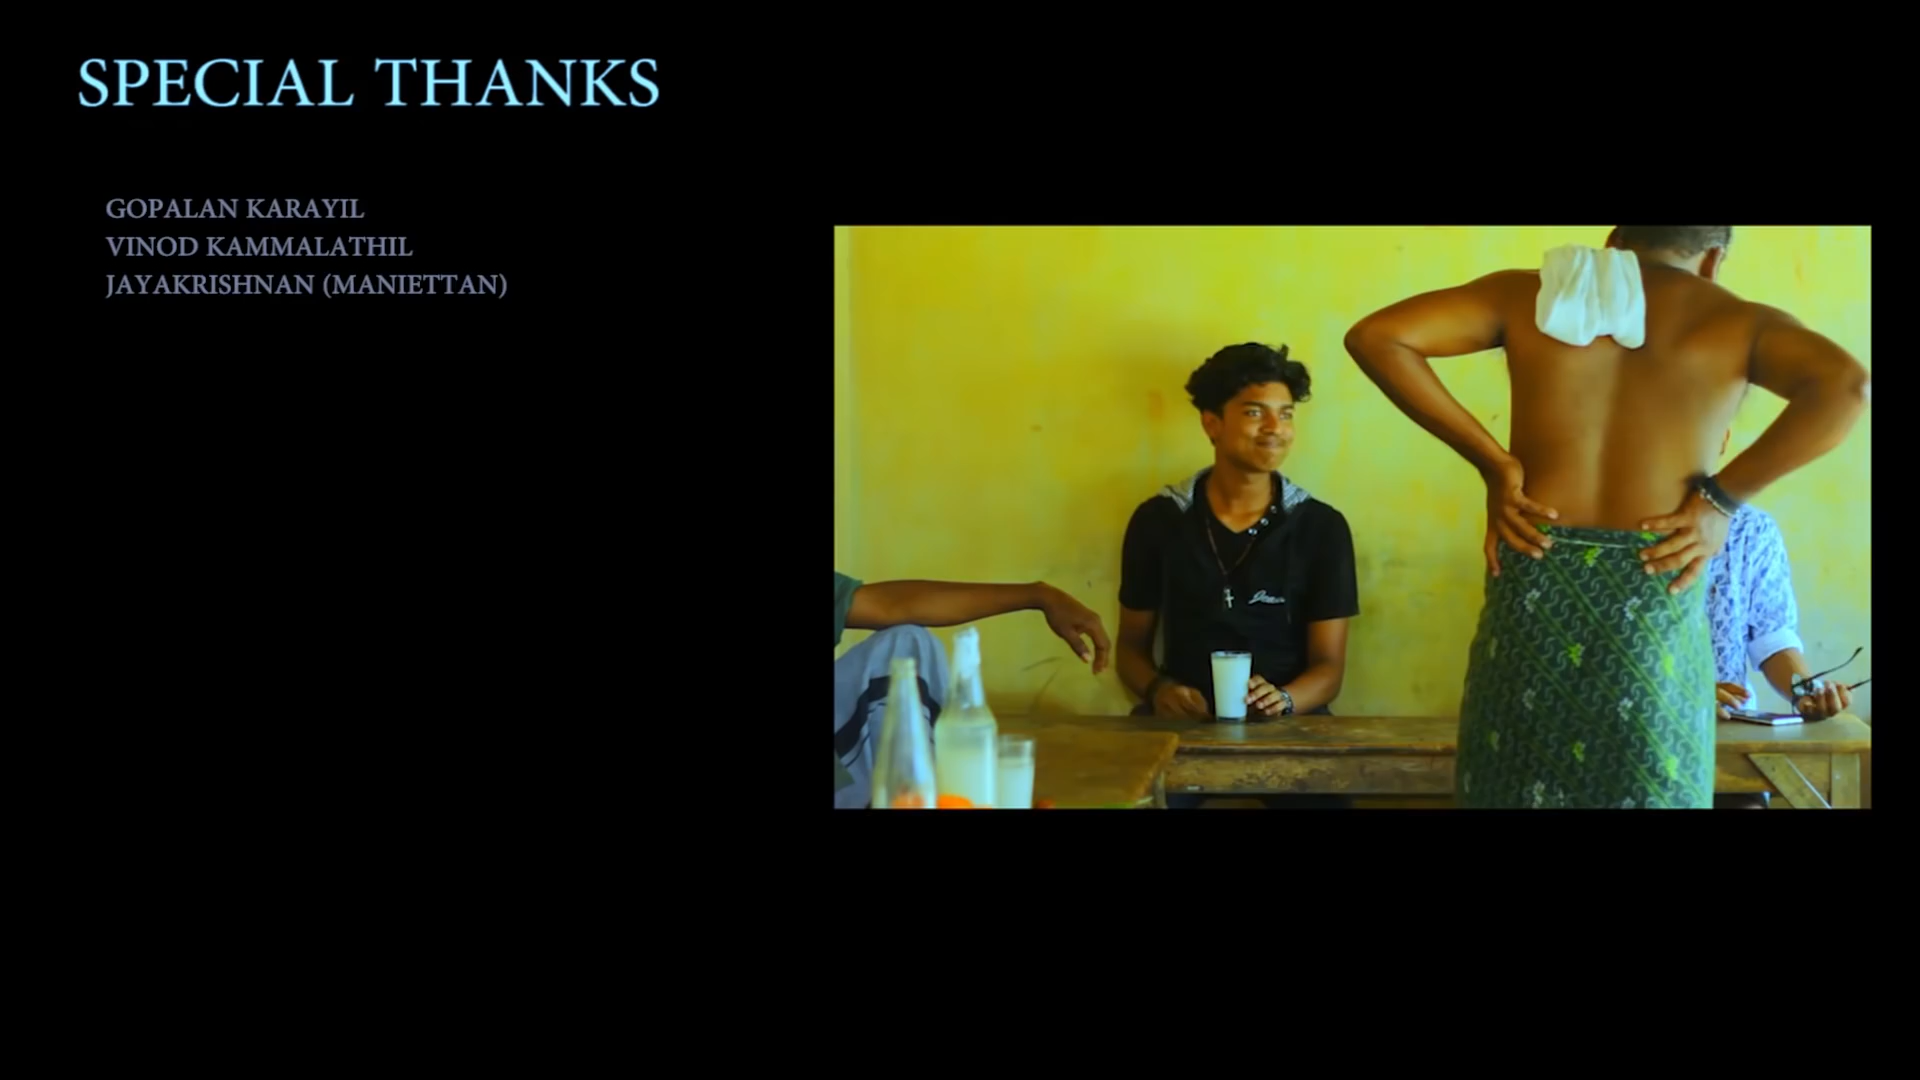 SPECIAL THANKS
GOPALAN KARAYIL
VINOD KAMMALATHIL
JAYAKRISHNAN (MANIETTAN)